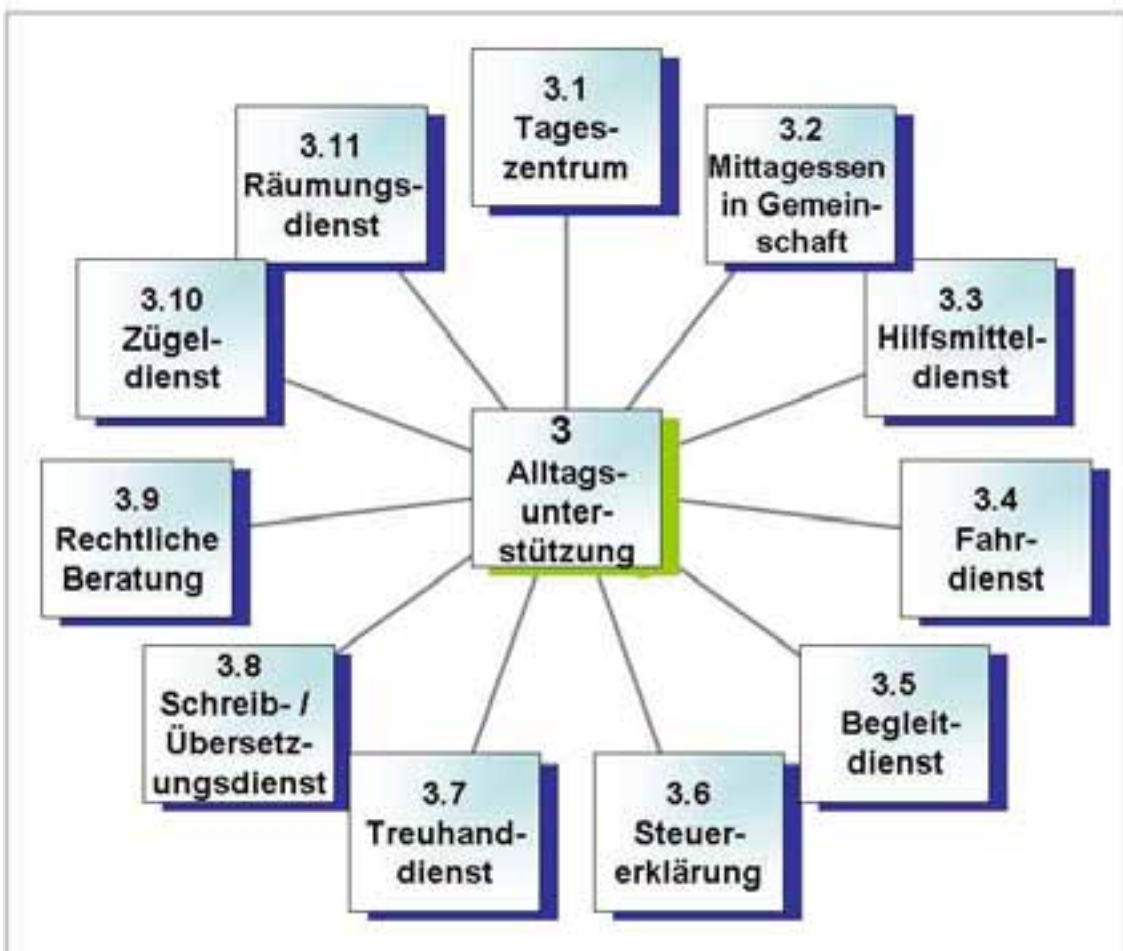 3.1
Tages-
zentrum
3.2
Mittagessen
in Gemein-
schaft
3.3
Hilfsmittel-
dienst
3.4
Fahr-
dienst
3.5
Begleit-
dienst
3.6
Steuer-
erklärung
3.7
Treuhand-
dienst
3.8
Schreib- /
Übersetz-
ungsdienst
3.9
Rechtliche
Beratung
3.10
Zügel-
dienst
3.11
Räumungs-
dienst
3
Alltags-
unter-
stützung